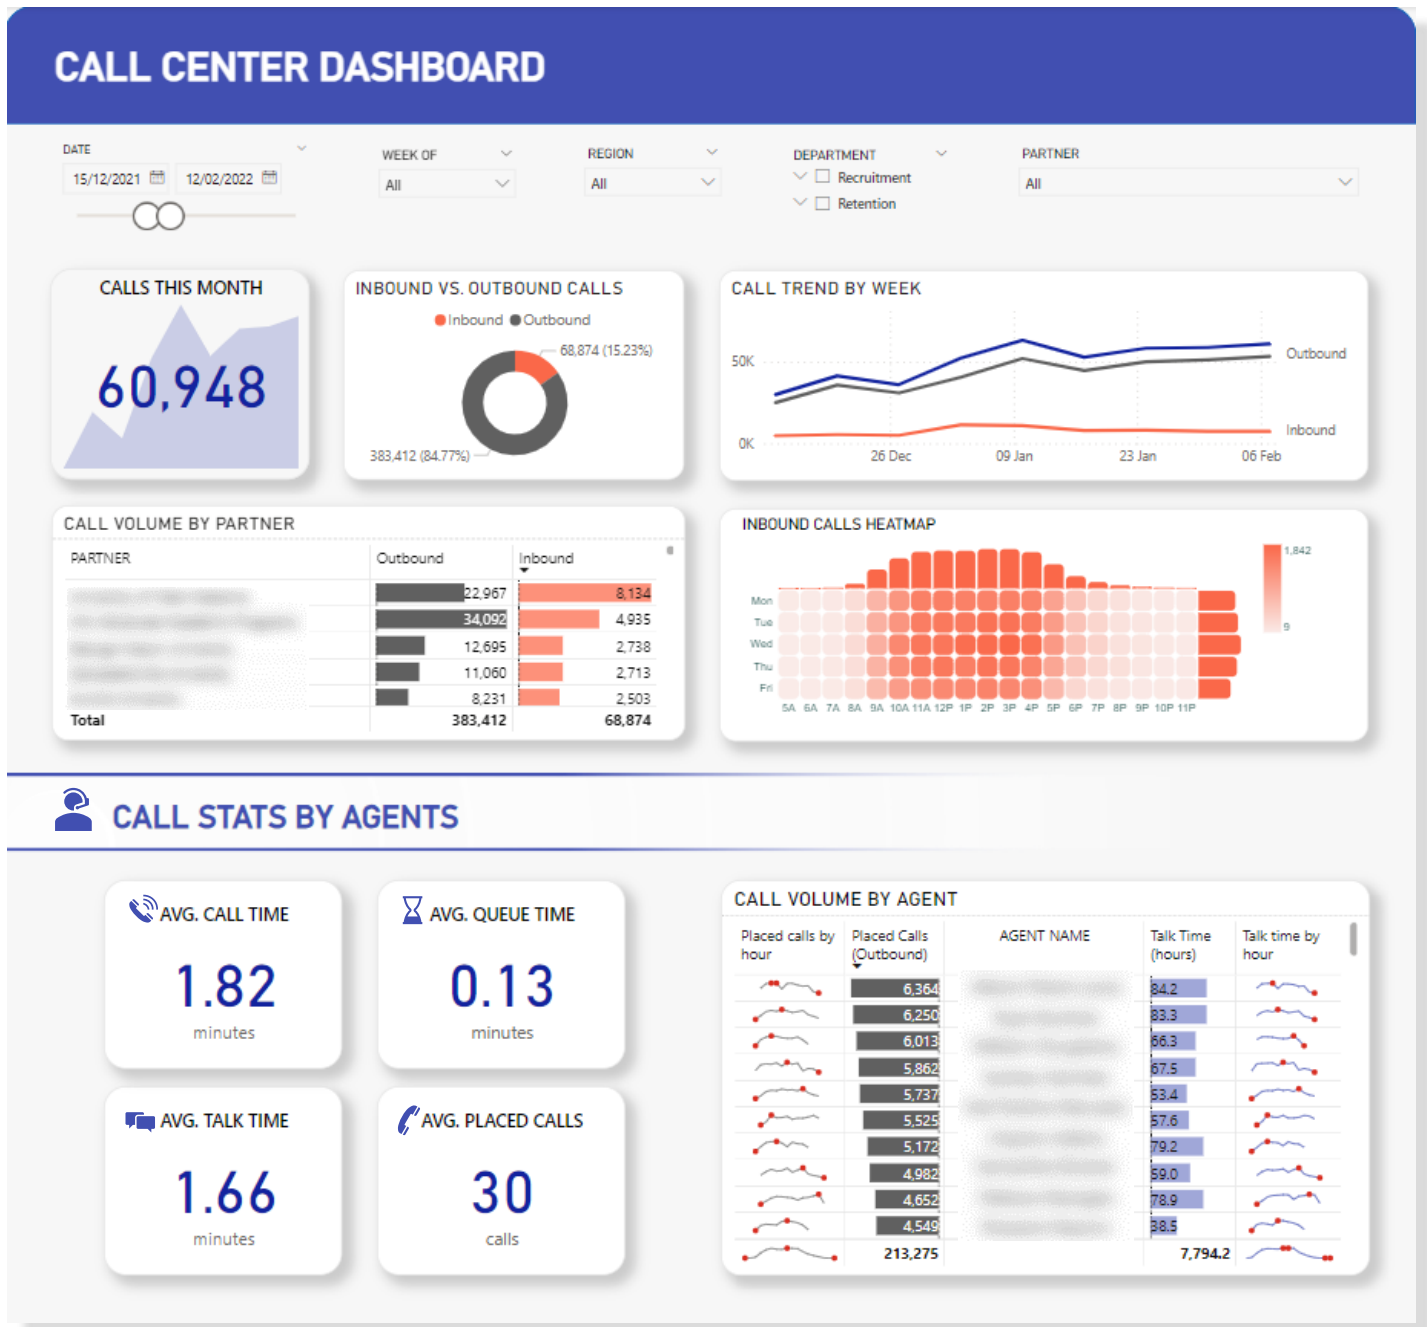 CALL CENTER DASHBOARD
DATE
15/12/2021 12/02/2022
WEEK OF
All
REGION
All
DEPARTMENT
Recruitment
Retention
PARTNER
All
CALLS THIS MONTH
60,948
INBOUND VS. OUTBOUND CALLS
Inbound Outbound
68,874 (15.23%)
383,412 (84.77%)
CALL TREND BY WEEK
50K
0K
Outbound
Inbound
26 Dec 09 Jan 23 Jan 06 Feb
CALL VOLUME BY PARTNER
PARTNER Outbound Inbound
22,967 8,134
34,092 4,935
12,695 2,738
11,060 2,713
8,231 2,503
Total 383,412 68,874
INBOUND CALLS HEATMAP
1,842
9
Mon
Tue
Wed
Thu
Fri
5A 6A 7A 8A 9A 10A 11A 12P 1P 2P 3P 4P 5P 6P 7P 8P 9P 10P 11P
CALL STATS BY AGENTS
AVG. CALL TIME
1.82
minutes
AVG. QUEUE TIME
0.13
minutes
AVG. TALK TIME
1.66
minutes
AVG. PLACED CALLS
30
calls
CALL VOLUME BY AGENT
Placed calls by hour Placed Calls (Outbound) AGENT NAME Talk Time (hours) Talk time by hour
6,364 84.2
6,250 83.3
6,013 66.3
5,862 67.5
5,737 53.4
5,525 57.6
5,172 79.2
4,982 59.0
4,652 78.9
4,549 38.5
213,275 7,794.2